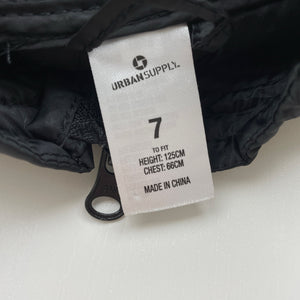 URBANSUPPLY.
7
TO FIT
HEIGHT: 125CM
CHEST: 66CM
MADE IN CHINA